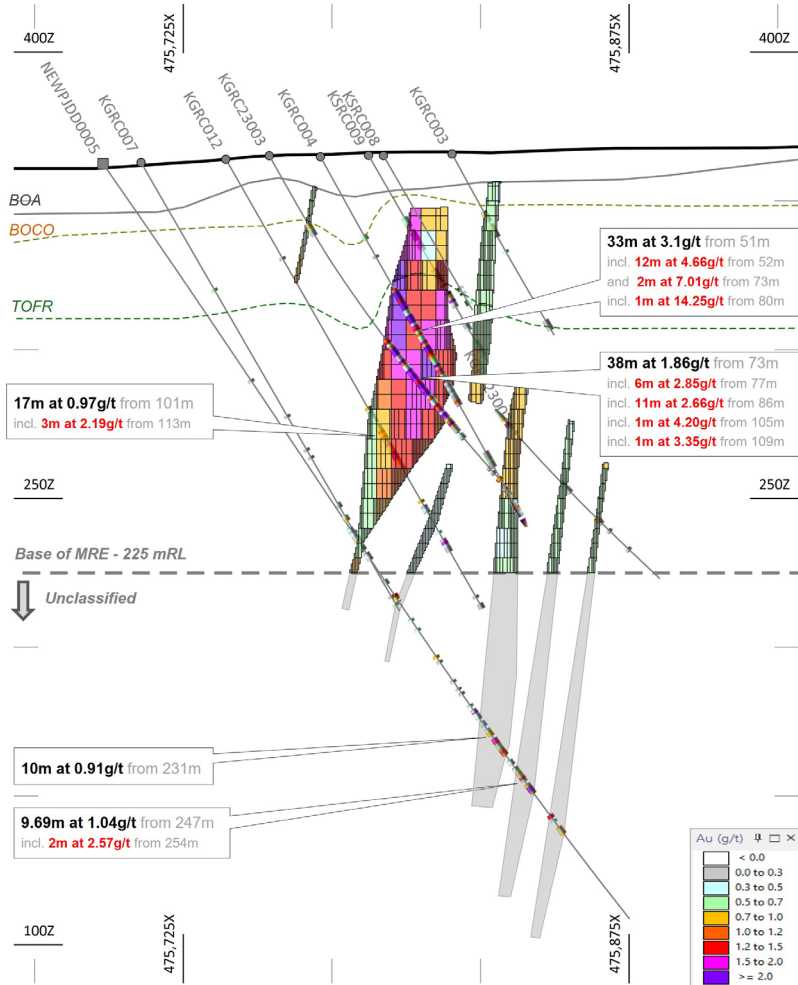 400Z
475,725X
475,875X
400Z
NEWPJDD0005
KGRC007
KGRC012
KGRC23003
KGRC004
KSRC009
KSRC008
KGRC003
BOA
BOCO
TOFR
33m at 3.1g/t from 51m
incl. 12m at 4.66g/t from 52m
and 2m at 7.01g/t from 73m
incl. 1m at 14.25g/t from 80m
38m at 1.86g/t from 73m
incl. 6m at 2.85g/t from 77m
incl. 11m at 2.66g/t from 86m
incl. 1m at 4.20g/t from 105m
incl. 1m at 3.35g/t from 109m
17m at 0.97g/t from 101m
incl. 3m at 2.19g/t from 113m
250Z
250Z
Base of MRE - 225 mRL
Unclassified
10m at 0.91g/t from 231m
9.69m at 1.04g/t from 247m
incl. 2m at 2.57g/t from 254m
Au (g/t)
< 0.0
0.0 to 0.3
0.3 to 0.5
0.5 to 0.7
0.7 to 1.0
1.0 to 1.2
1.2 to 1.5
1.5 to 2.0
>= 2.0
100Z
475,725X
475,875X